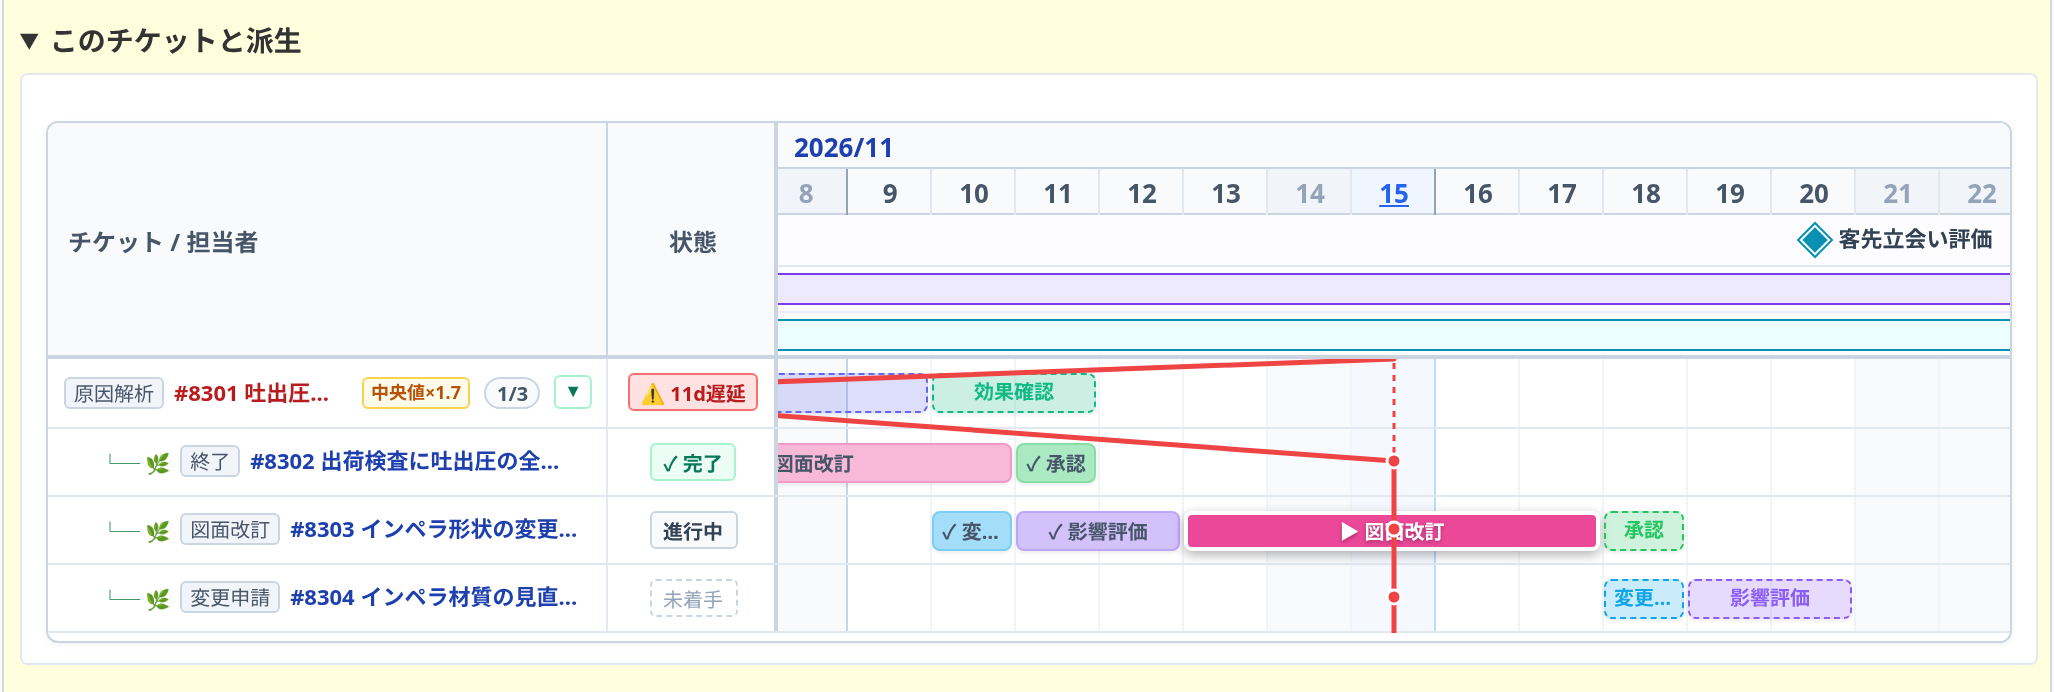 ▼ このチケットと派生
2026/11
8 9 10 11 12 13 14 15 16 17 18 19 20 21 22
チケット / 担当者 状態
客先立会い評価
原因解析 #8301 吐出圧... 中央値×1.7 1/3 ▼ ⚠ 11d遅延 効果確認
終了 #8302 出荷検査に吐出圧の全... ✓ 完了 図面改訂 ✓ 承認
図面改訂 #8303 インペラ形状の変更... 進行中 ✓ 変... ✓ 影響評価 ▶ 図面改訂 承認
変更申請 #8304 インペラ材質の見直... 未着手 変更... 影響評価